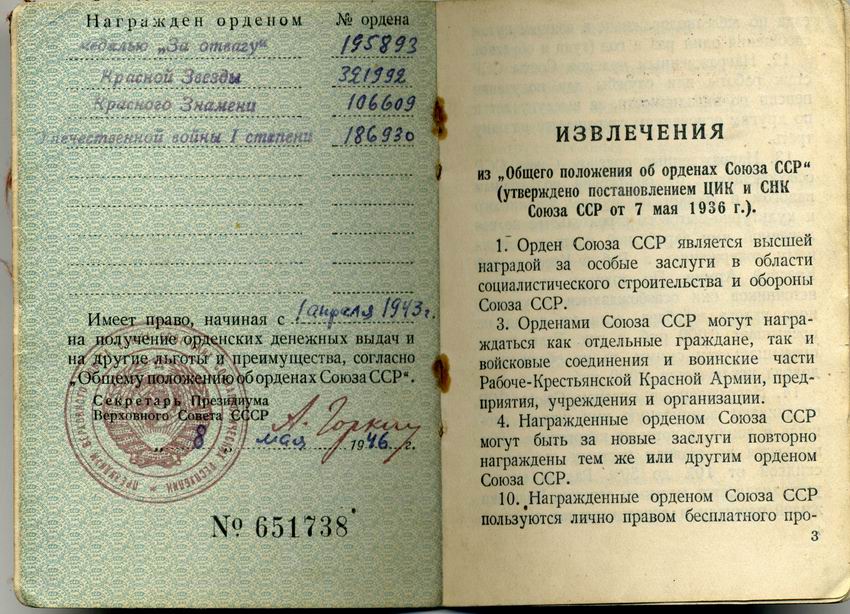 Награжден орденом № ордена
медалью „За отвагу“ 195893
Красной Звезды 321992
Красного Знамени 106609
Отечественной войны I степени 186930
Имеет право, начиная с 1 апреля 1943 г.
на получение орденских денежных выдач и
на другие льготы и преимущества, согласно
„Общему положению об орденах Союза ССР“.
Секретарь Президиума
Верховного Совета СССР
А. Горкин
„ 8 мая 1946 г.
№ 651738
ИЗВЛЕЧЕНИЯ
из „Общего положения об орденах Союза ССР“
(утверждено постановлением ЦИК и СНК
Союза ССР от 7 мая 1936 г.).
1. Орден Союза ССР является высшей
наградой за особые заслуги в области
социалистического строительства и обороны
Союза ССР.
3. Орденами Союза ССР могут награ-
ждаться как отдельные граждане, так и
войсковые соединения и воинские части
Рабоче-Крестьянской Красной Армии, пред-
приятия, учреждения и организации.
4. Награжденные орденом Союза ССР
могут быть за новые заслуги повторно
награждены тем же или другим орденом
Союза ССР.
10. Награжденные орденом Союза ССР
пользуются лично правом бесплатного про-
3